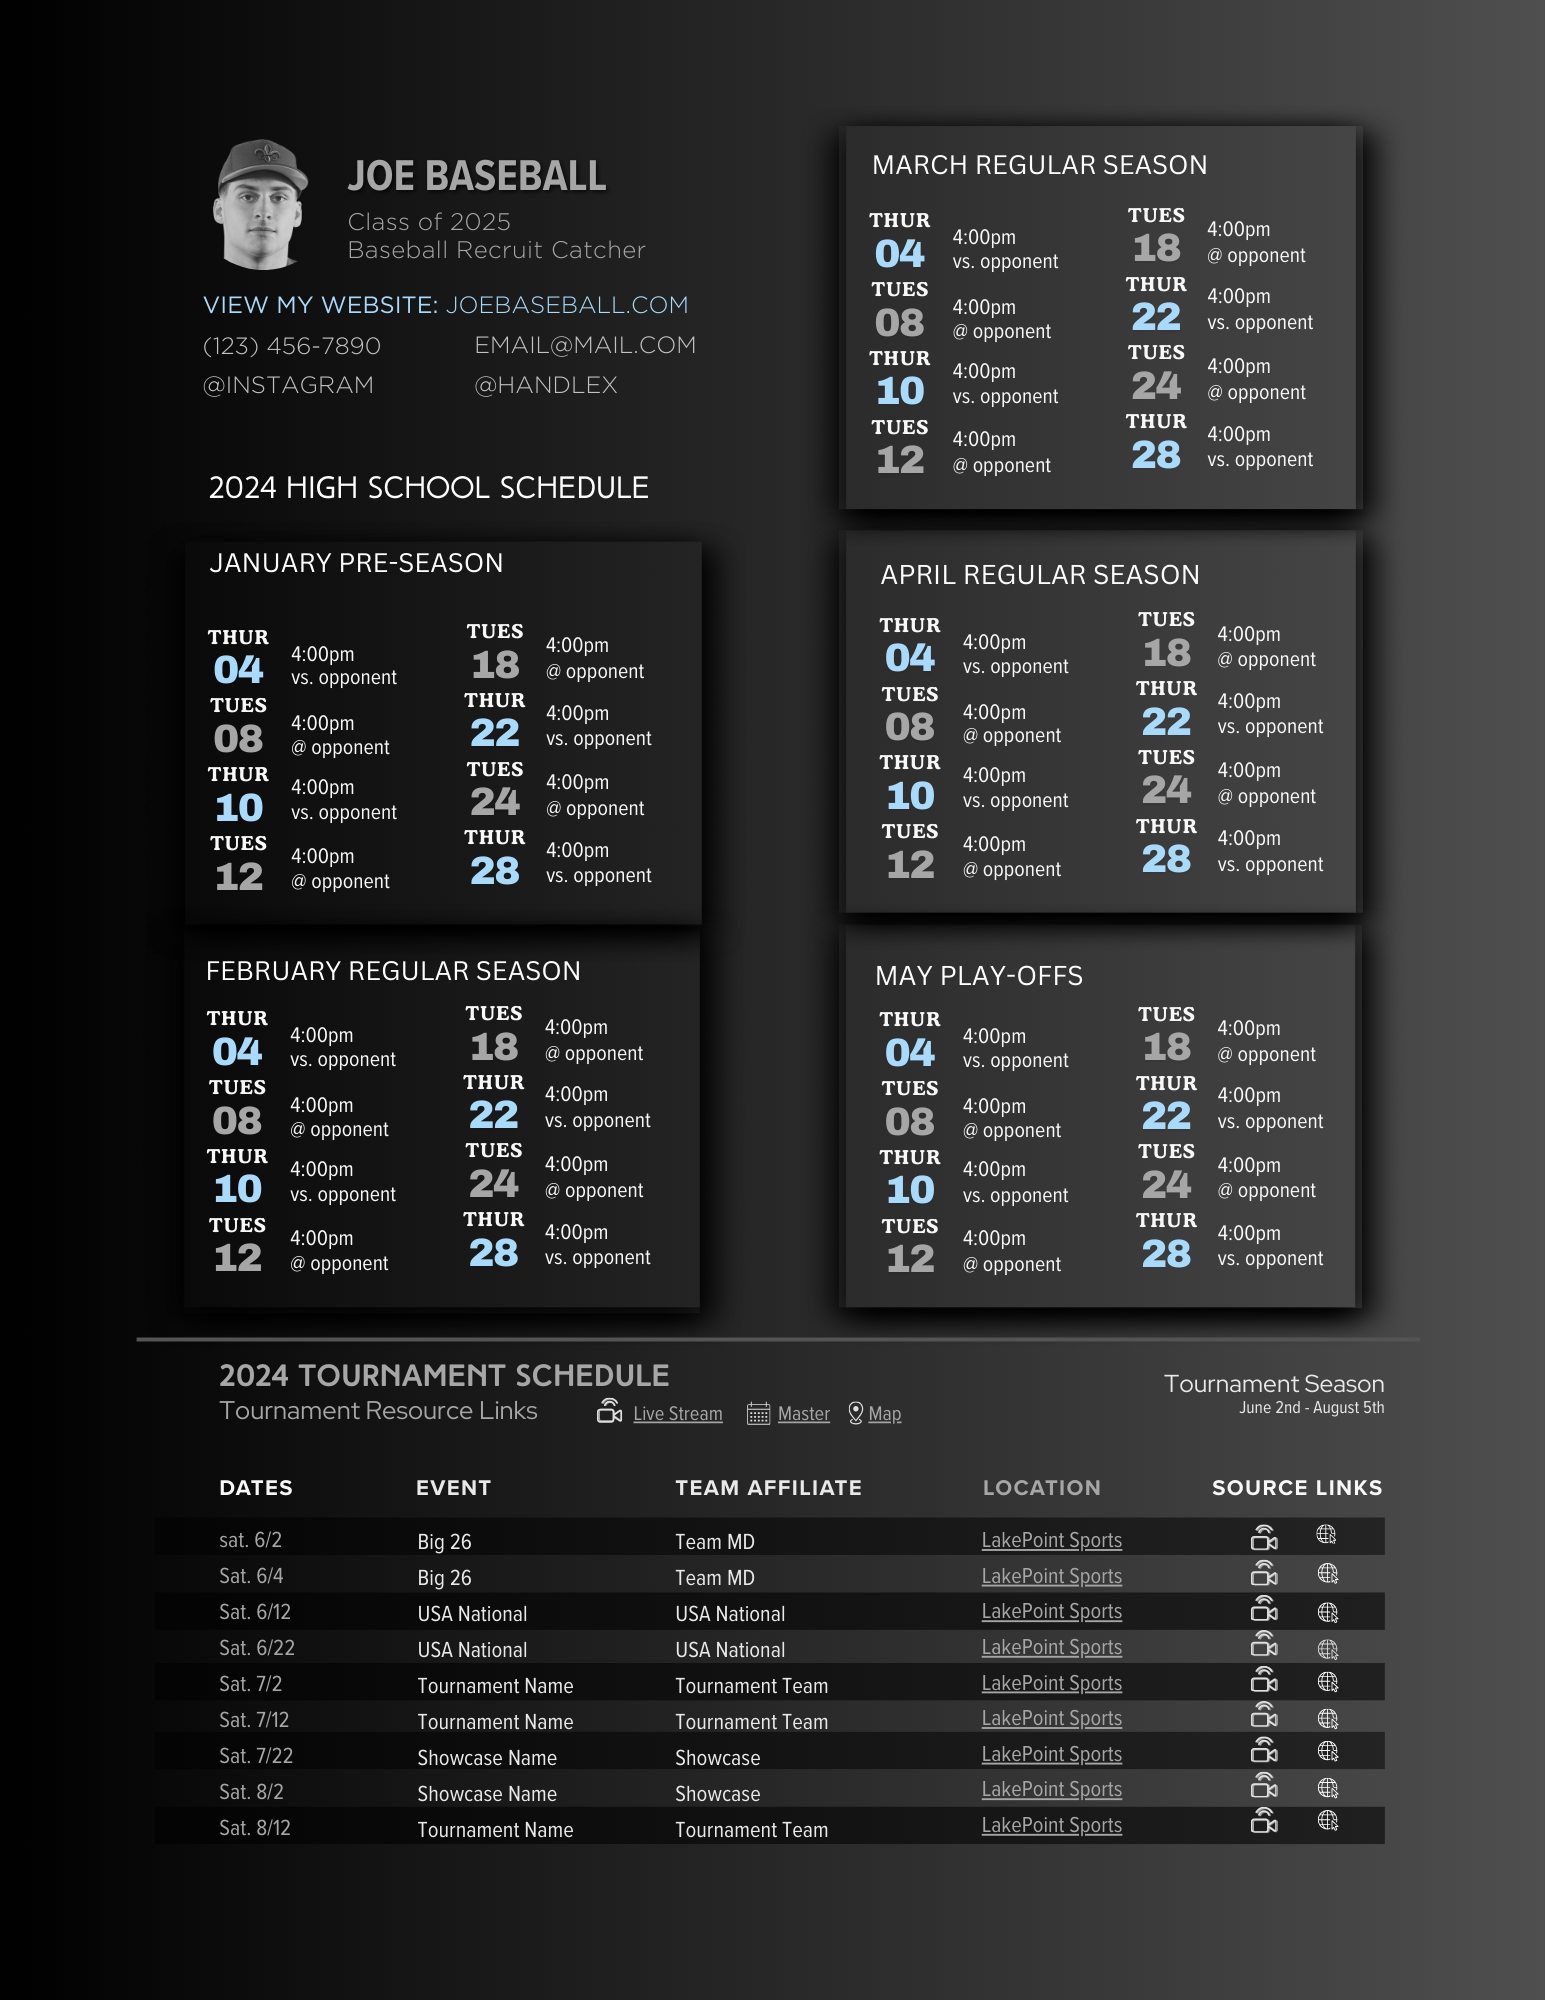 JOE BASEBALL
Class of 2025
Baseball Recruit Catcher
VIEW MY WEBSITE: JOEBASEBALL.COM
(123) 456-7890 EMAIL@MAIL.COM
@INSTAGRAM @HANDLEX
2024 HIGH SCHOOL SCHEDULE
JANUARY PRE-SEASON
THUR
04
4:00pm
vs. opponent
TUES
08
4:00pm
@ opponent
THUR
10
4:00pm
vs. opponent
TUES
12
4:00pm
@ opponent
TUES
18
4:00pm
@ opponent
THUR
22
4:00pm
vs. opponent
TUES
24
4:00pm
@ opponent
THUR
28
4:00pm
vs. opponent
FEBRUARY REGULAR SEASON
THUR
04
4:00pm
vs. opponent
TUES
08
4:00pm
@ opponent
THUR
10
4:00pm
vs. opponent
TUES
12
4:00pm
@ opponent
TUES
18
4:00pm
@ opponent
THUR
22
4:00pm
vs. opponent
TUES
24
4:00pm
@ opponent
THUR
28
4:00pm
vs. opponent
MARCH REGULAR SEASON
THUR
04
4:00pm
vs. opponent
TUES
08
4:00pm
@ opponent
THUR
10
4:00pm
vs. opponent
TUES
12
4:00pm
@ opponent
TUES
18
4:00pm
@ opponent
THUR
22
4:00pm
vs. opponent
TUES
24
4:00pm
@ opponent
THUR
28
4:00pm
vs. opponent
APRIL REGULAR SEASON
THUR
04
4:00pm
vs. opponent
TUES
08
4:00pm
@ opponent
THUR
10
4:00pm
vs. opponent
TUES
12
4:00pm
@ opponent
TUES
18
4:00pm
@ opponent
THUR
22
4:00pm
vs. opponent
TUES
24
4:00pm
@ opponent
THUR
28
4:00pm
vs. opponent
MAY PLAY-OFFS
THUR
04
4:00pm
vs. opponent
TUES
08
4:00pm
@ opponent
THUR
10
4:00pm
vs. opponent
TUES
12
4:00pm
@ opponent
TUES
18
4:00pm
@ opponent
THUR
22
4:00pm
vs. opponent
TUES
24
4:00pm
@ opponent
THUR
28
4:00pm
vs. opponent
2024 TOURNAMENT SCHEDULE
Tournament Resource Links Live Stream Master Map
Tournament Season
June 2nd - August 5th
DATES EVENT TEAM AFFILIATE LOCATION SOURCE LINKS
sat. 6/2 Big 26 Team MD LakePoint Sports
Sat. 6/4 Big 26 Team MD LakePoint Sports
Sat. 6/12 USA National USA National LakePoint Sports
Sat. 6/22 USA National USA National LakePoint Sports
Sat. 7/2 Tournament Name Tournament Team LakePoint Sports
Sat. 7/12 Tournament Name Tournament Team LakePoint Sports
Sat. 7/22 Showcase Name Showcase LakePoint Sports
Sat. 8/2 Showcase Name Showcase LakePoint Sports
Sat. 8/12 Tournament Name Tournament Team LakePoint Sports